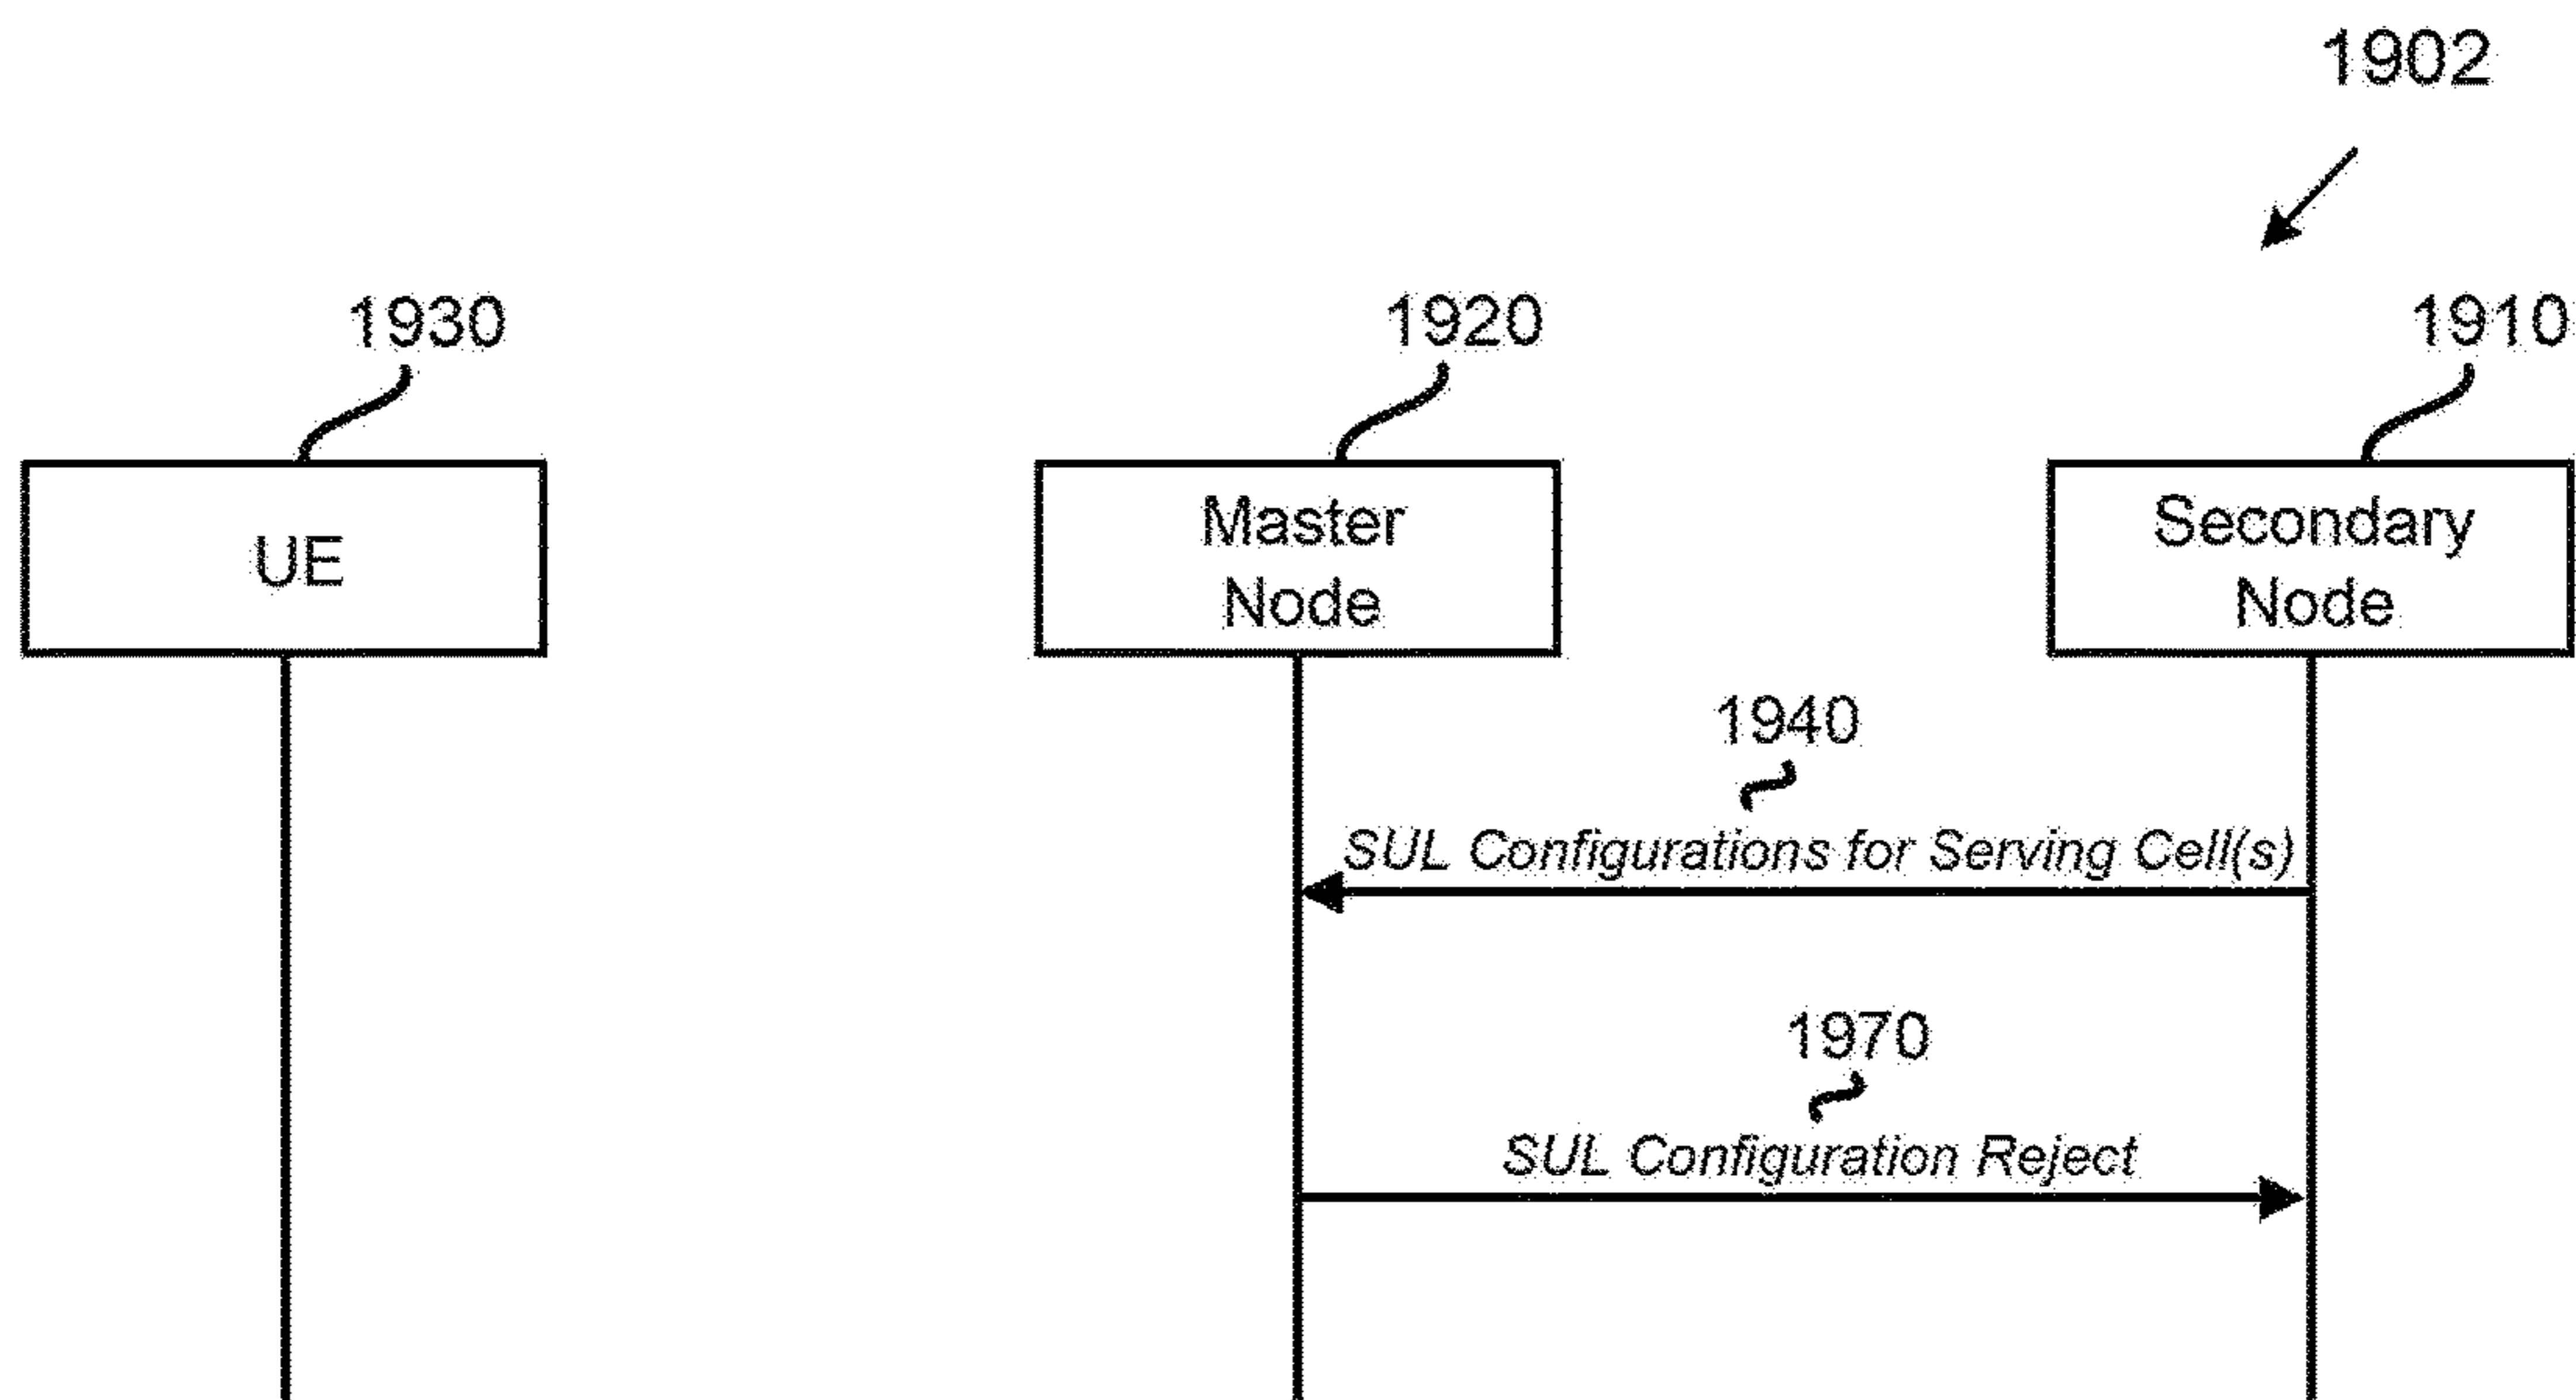 1902
1930
1920
1910
UE
Master
Node
Secondary
Node
1940
SUL Configurations for Serving Cell(s)
1970
SUL Configuration Reject